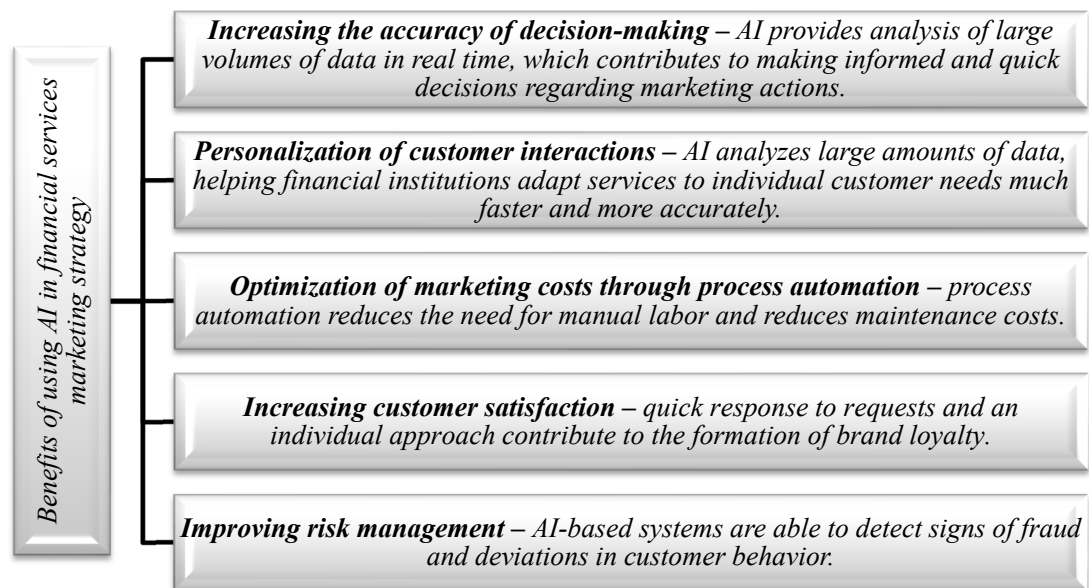 Benefits of using AI in financial services
marketing strategy
Increasing the accuracy of decision-making – AI provides analysis of large
volumes of data in real time, which contributes to making informed and quick
decisions regarding marketing actions.
Personalization of customer interactions – AI analyzes large amounts of data,
helping financial institutions adapt services to individual customer needs much
faster and more accurately.
Optimization of marketing costs through process automation – process
automation reduces the need for manual labor and reduces maintenance costs.
Increasing customer satisfaction – quick response to requests and an
individual approach contribute to the formation of brand loyalty.
Improving risk management – AI-based systems are able to detect signs of fraud
and deviations in customer behavior.